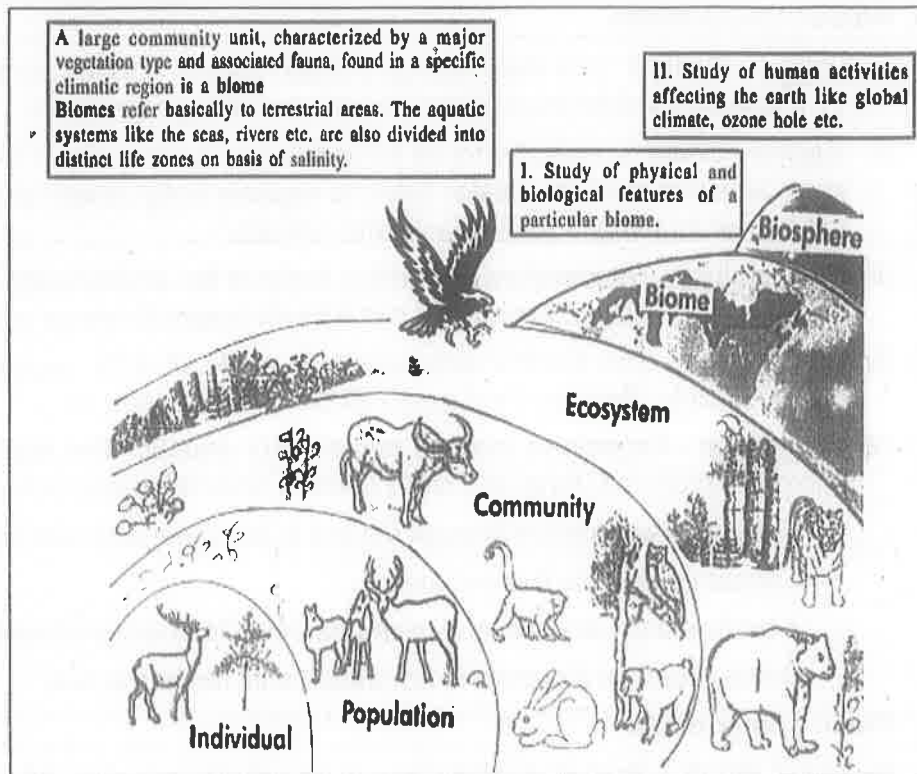 A large community unit, characterized by a major
vegetation type and associated fauna, found in a specific
climatic region is a biome
Biomes refer basically to terrestrial areas. The aquatic
systems like the seas, rivers etc. are also divided into
distinct life zones on basis of salinity.
II. Study of human activities
affecting the earth like global
climate, ozone hole etc.
I. Study of physical and
biological features of a
particular biome.
Biosphere
Biome
Ecosystem
Community
Population
Individual